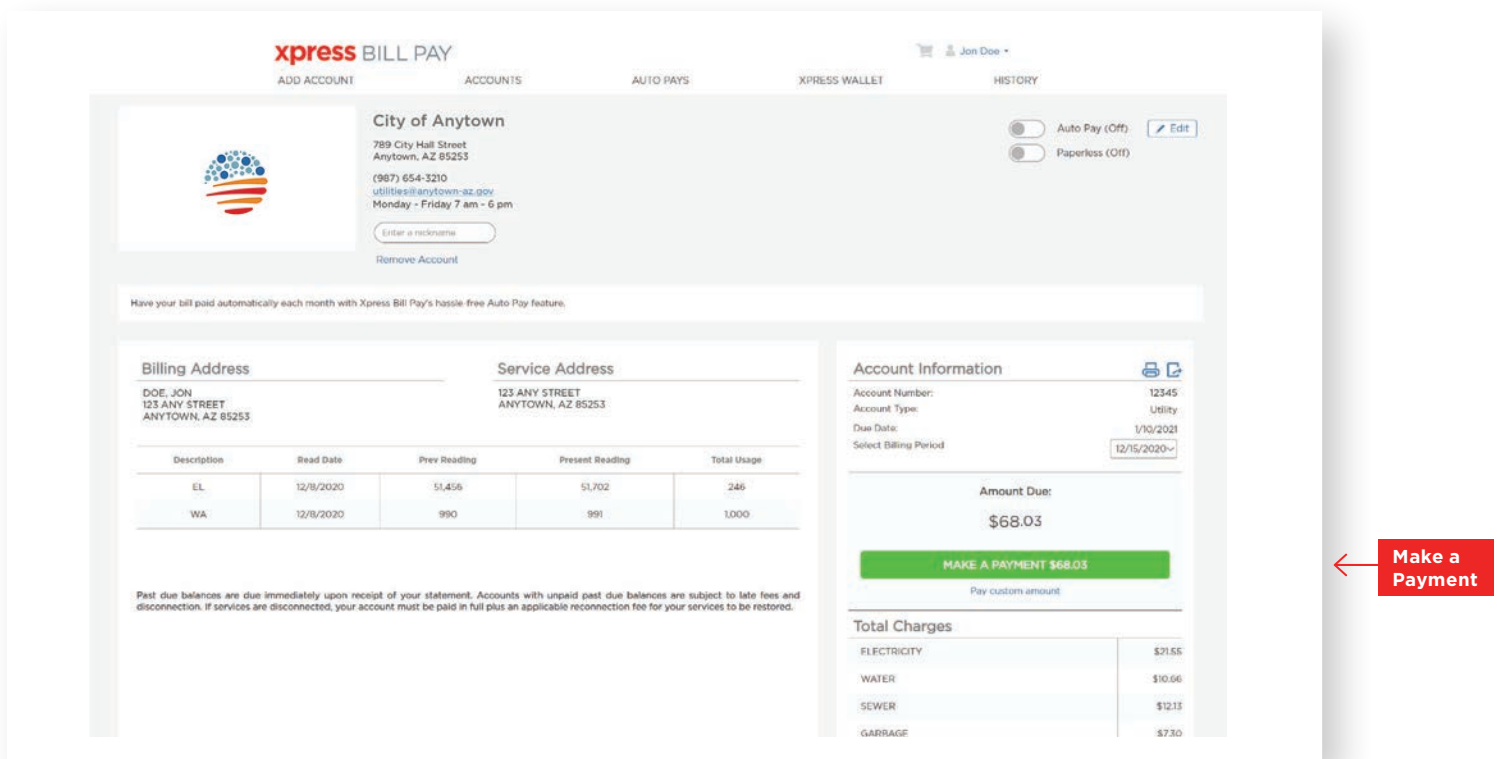 xpress BILL PAY
Jon Doe
ADD ACCOUNT ACCOUNTS AUTO PAYS XPRESS WALLET HISTORY
City of Anytown
789 City Hall Street
Anytown, AZ 85253
(987) 654-3210
utilities@anytown-az.gov
Monday - Friday 7 am - 6 pm
Enter a nickname
Remove Account
Auto Pay (Off) Edit
Paperless (Off)
Have your bill paid automatically each month with Xpress Bill Pay's hassle-free Auto Pay feature.
Billing Address
DOE, JON
123 ANY STREET
ANYTOWN, AZ 85253
Service Address
123 ANY STREET
ANYTOWN, AZ 85253
Description Read Date Prev Reading Present Reading Total Usage
EL 12/8/2020 51,456 51,702 246
WA 12/8/2020 990 991 1,000
Past due balances are due immediately upon receipt of your statement. Accounts with unpaid past due balances are subject to late fees and
disconnection. If services are disconnected, your account must be paid in full plus an applicable reconnection fee for your services to be restored.
Account Information
Account Number: 12345
Account Type: Utility
Due Date: 1/10/2021
Select Billing Period 12/15/2020
Amount Due:
$68.03
MAKE A PAYMENT $68.03
Pay custom amount
Total Charges
ELECTRICITY $21.55
WATER $10.66
SEWER $12.13
GARBAGE $7.30
Make a
Payment